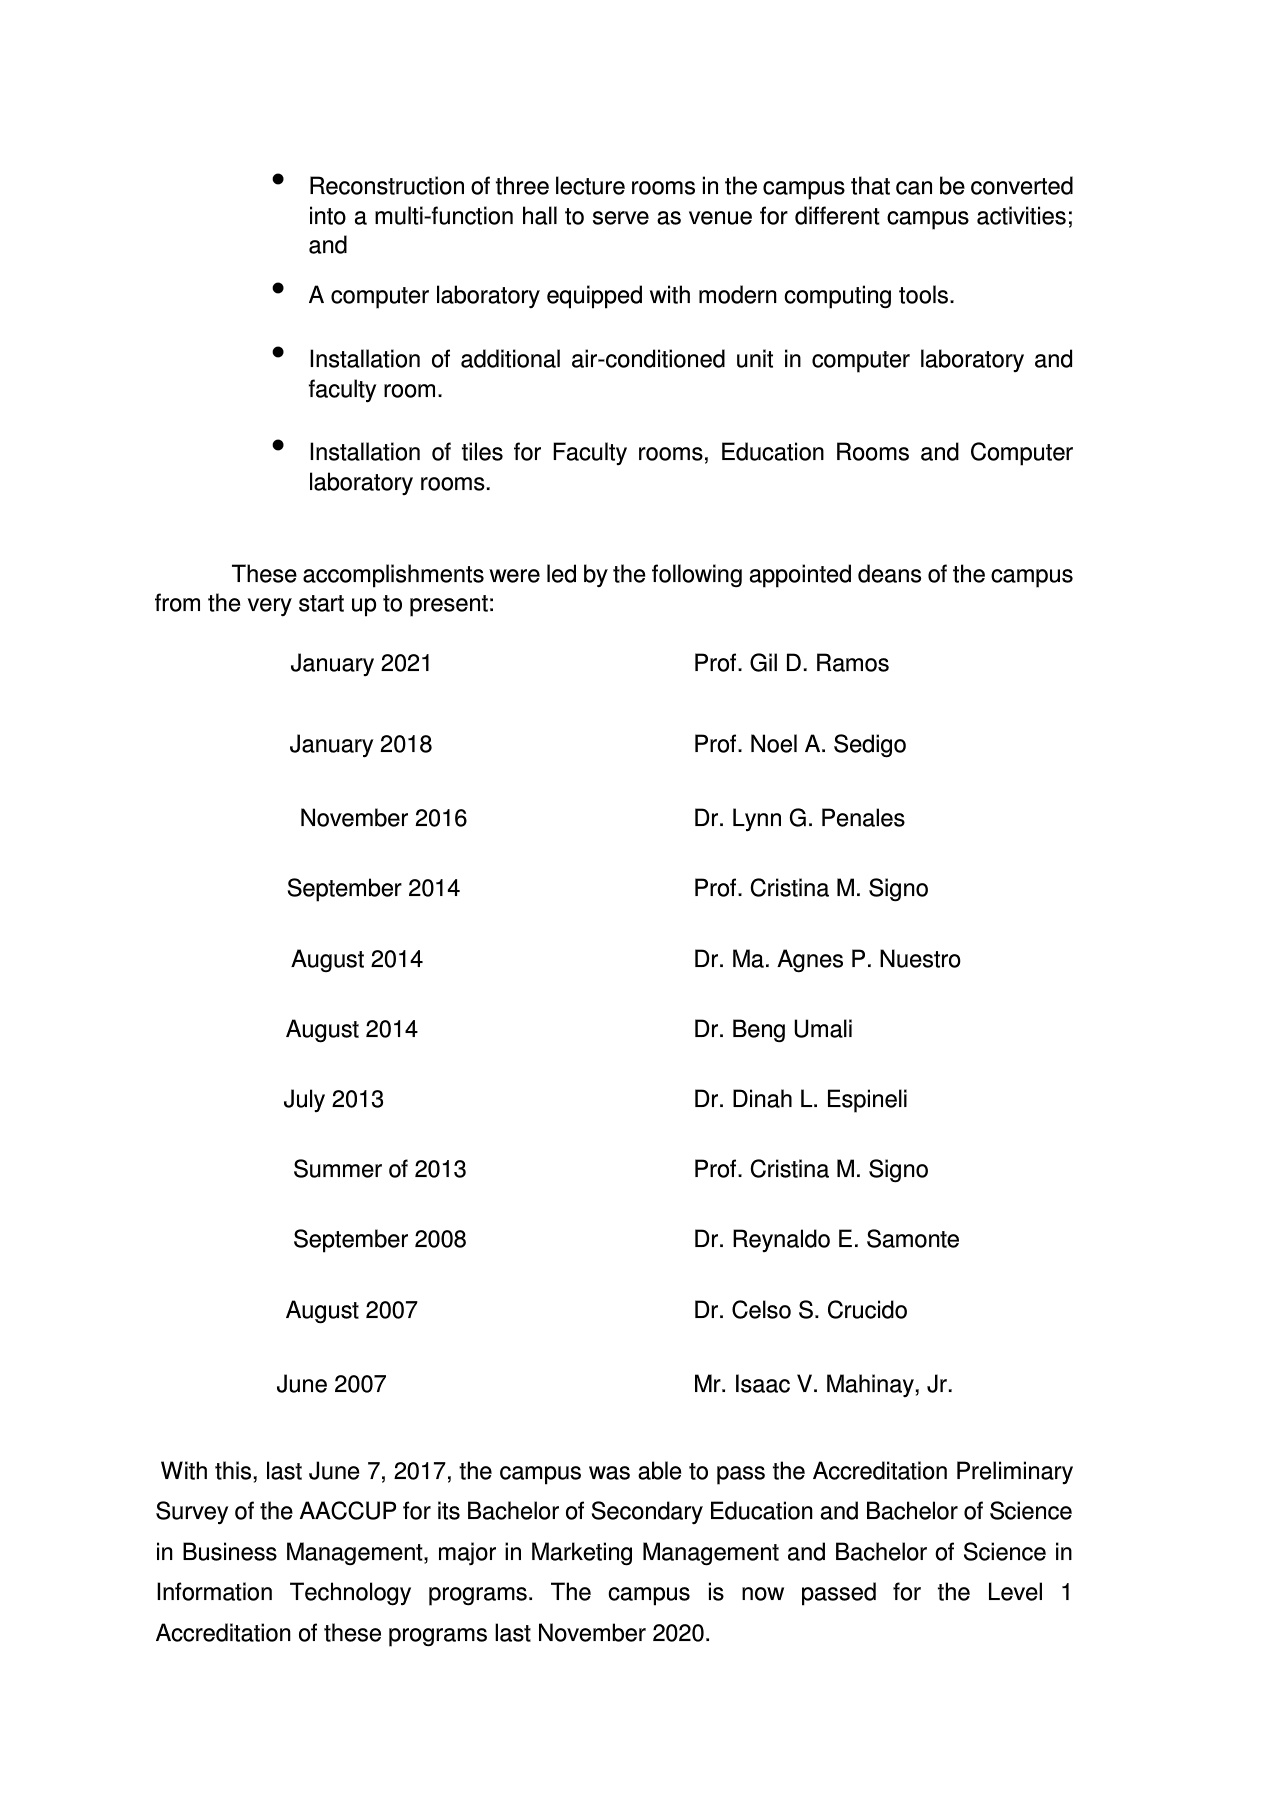 • Reconstruction of three lecture rooms in the campus that can be converted
into a multi-function hall to serve as venue for different campus activities;
and
• A computer laboratory equipped with modern computing tools.
• Installation of additional air-conditioned unit in computer laboratory and
faculty room.
• Installation of tiles for Faculty rooms, Education Rooms and Computer
laboratory rooms.
These accomplishments were led by the following appointed deans of the campus
from the very start up to present:
January 2021 Prof. Gil D. Ramos
January 2018 Prof. Noel A. Sedigo
November 2016 Dr. Lynn G. Penales
September 2014 Prof. Cristina M. Signo
August 2014 Dr. Ma. Agnes P. Nuestro
August 2014 Dr. Beng Umali
July 2013 Dr. Dinah L. Espineli
Summer of 2013 Prof. Cristina M. Signo
September 2008 Dr. Reynaldo E. Samonte
August 2007 Dr. Celso S. Crucido
June 2007 Mr. Isaac V. Mahinay, Jr.
With this, last June 7, 2017, the campus was able to pass the Accreditation Preliminary
Survey of the AACCUP for its Bachelor of Secondary Education and Bachelor of Science
in Business Management, major in Marketing Management and Bachelor of Science in
Information Technology programs. The campus is now passed for the Level 1
Accreditation of these programs last November 2020.